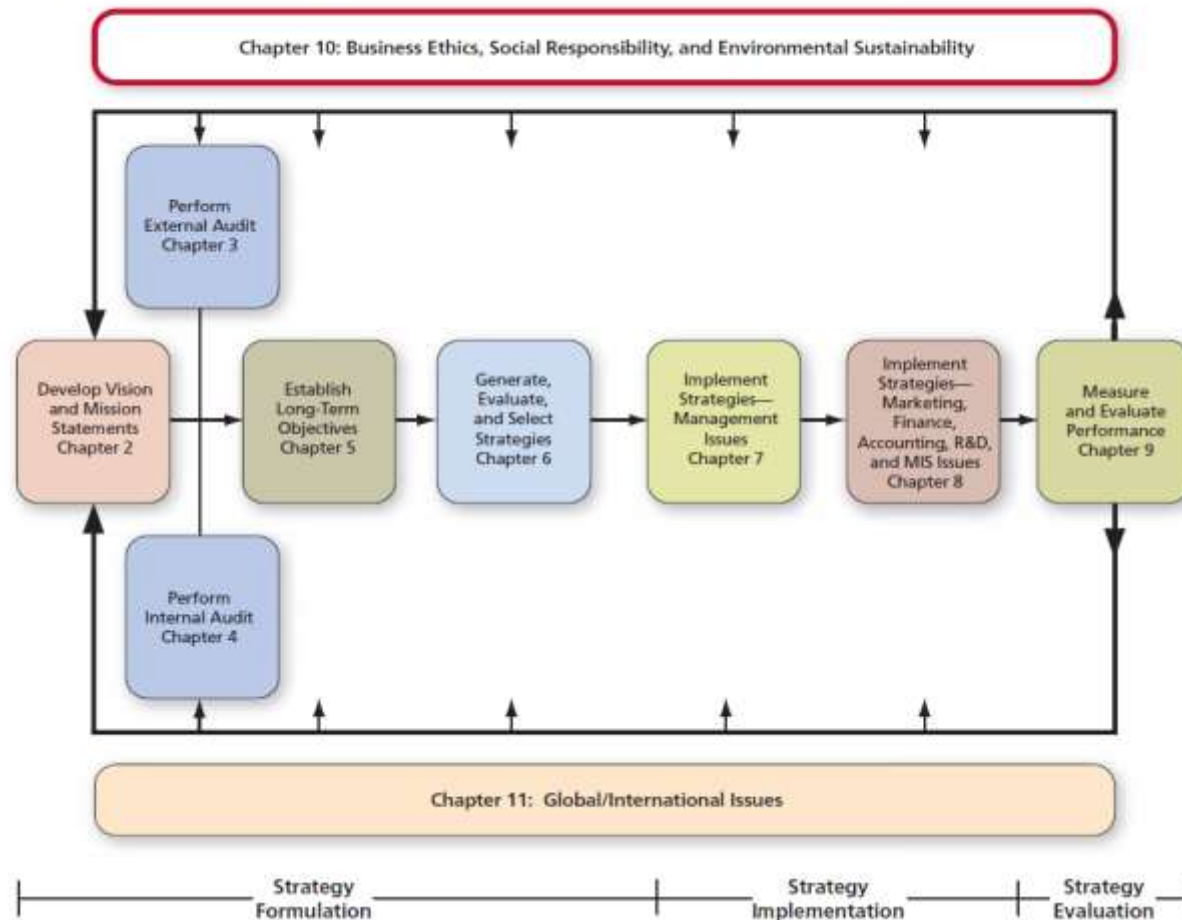 Chapter 10: Business Ethics, Social Responsibility, and Environmental Sustainability
Perform
External Audit
Chapter 3
Develop Vision
and Mission
Statements
Chapter 2
Establish
Long-Term
Objectives
Chapter 5
Generate,
Evaluate,
and Select
Strategies
Chapter 6
Implement
Strategies—
Management
Issues
Chapter 7
Implement
Strategies—
Marketing,
Finance,
Accounting, R&D,
and MIS Issues
Chapter 8
Measure
and Evaluate
Performance
Chapter 9
Perform
Internal Audit
Chapter 4
Chapter 11: Global/International Issues
Strategy
Formulation
Strategy
Implementation
Strategy
Evaluation